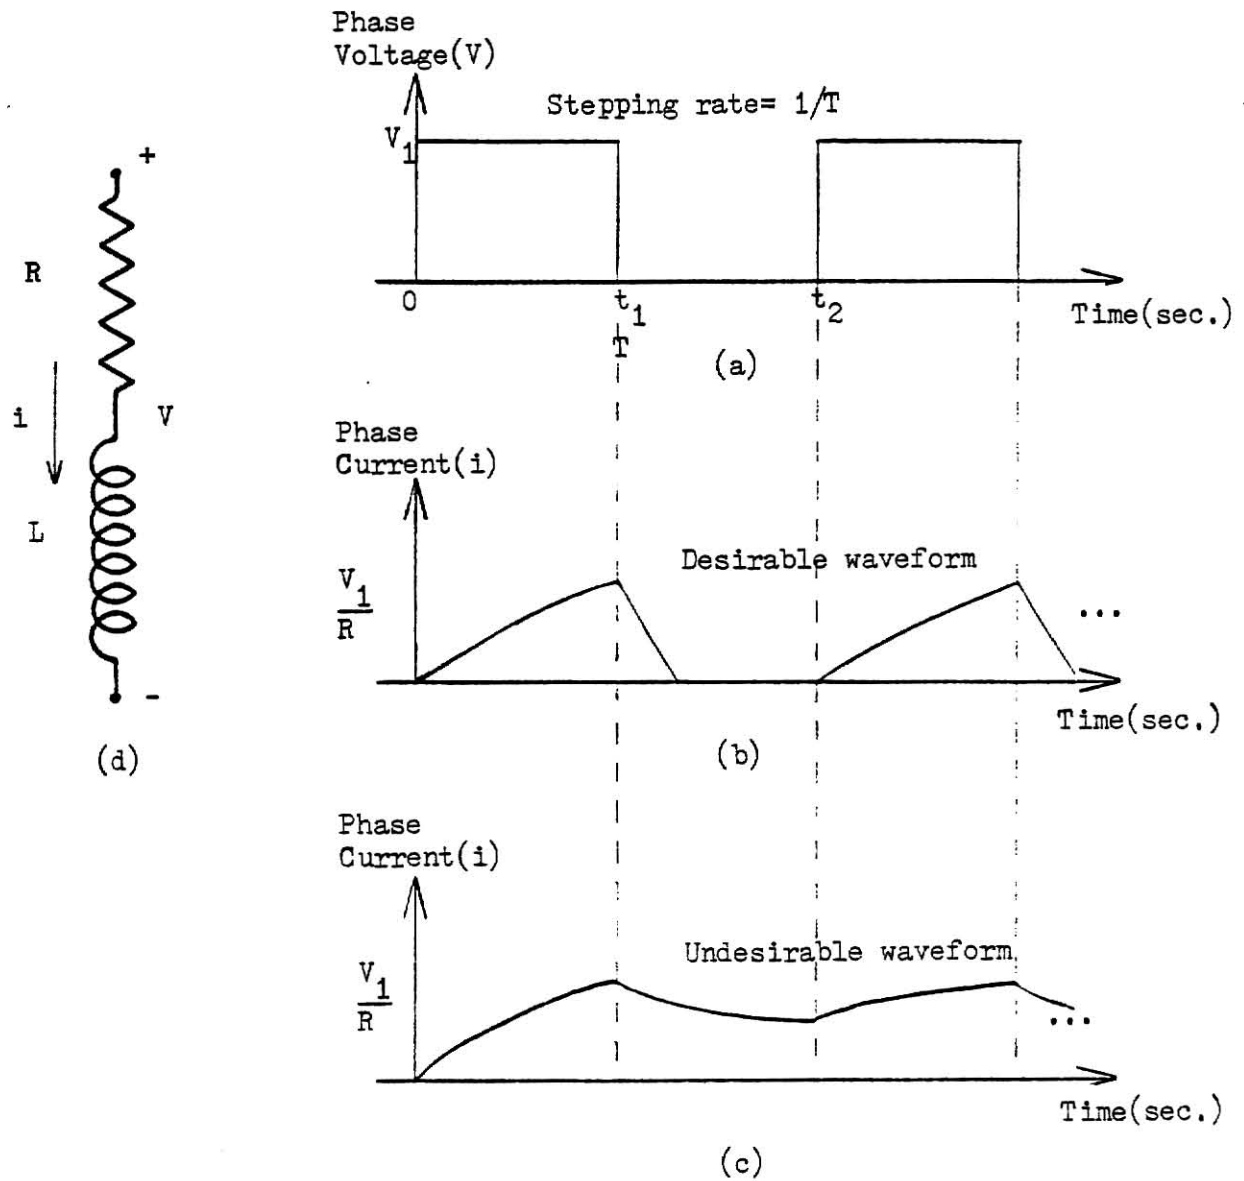 Phase
Voltage(V)
Stepping rate= 1/T
V1
0
t1
t2
T
Time(sec.)
(a)
+
R
i
V
L
-
(d)
Phase
Current(i)
Desirable waveform
V1
R
...
Time(sec.)
(b)
Phase
Current(i)
Undesirable waveform
V1
R
...
Time(sec.)
(c)